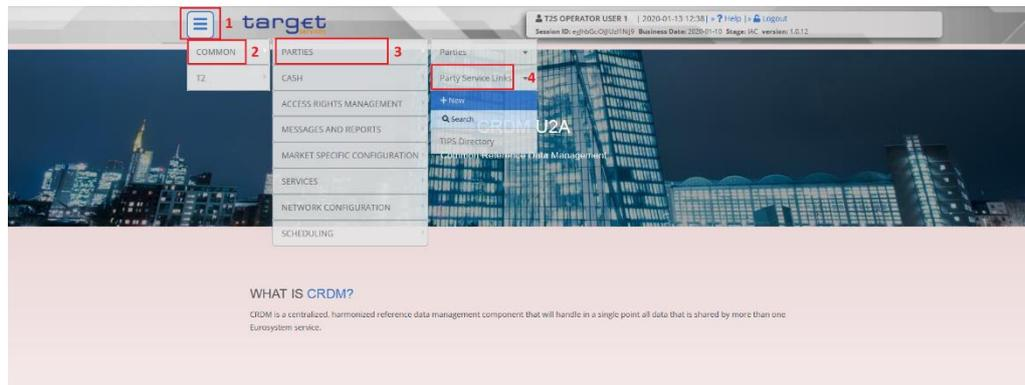 1 target
services
T2S OPERATOR USER 1 | 2020-01-13 12:38 | » ? Help | » Logout
Business Date: 2020-01-10 Stage: IAC version: 1.0.12
COMMON 2 PARTIES 3 Parties
T2 CASH Party Service Links 4
ACCESS RIGHTS MANAGEMENT + New
Search
MESSAGES AND REPORTS CRDM U2A
TIPS Directory
MARKET SPECIFIC CONFIGURATION Common Reference Data Management
SERVICES
NETWORK CONFIGURATION
SCHEDULING
WHAT IS CRDM?
CRDM is a centralized, harmonized reference data management component that will handle in a single point all data that is shared by more than one
Eurosystem service.